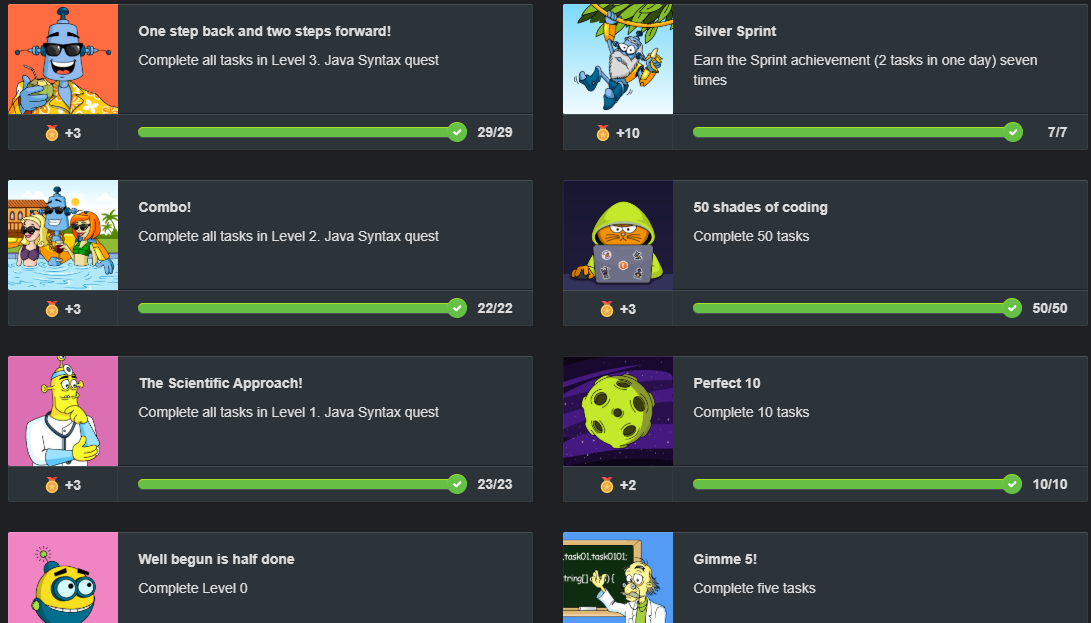 One step back and two steps forward!
Complete all tasks in Level 3. Java Syntax quest
+3
29/29
Silver Sprint
Earn the Sprint achievement (2 tasks in one day) seven
times
+10
7/7
Combo!
Complete all tasks in Level 2. Java Syntax quest
+3
22/22
50 shades of coding
Complete 50 tasks
+3
50/50
The Scientific Approach!
Complete all tasks in Level 1. Java Syntax quest
+3
23/23
Perfect 10
Complete 10 tasks
+2
10/10
Well begun is half done
Complete Level 0
.task01.task0101;
Gimme 5!
Complete five tasks